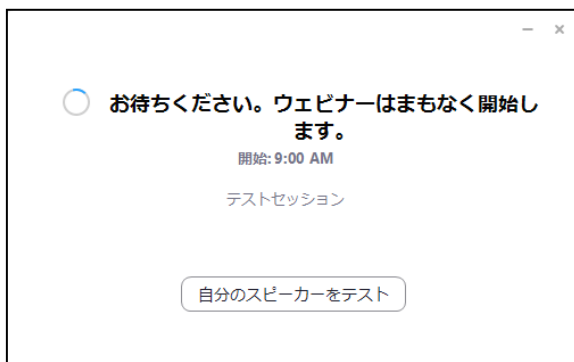 お待ちください。ウェビナーはまもなく開始し
ます。
開始: 9:00 AM
テストセッション
自分のスピーカーをテスト